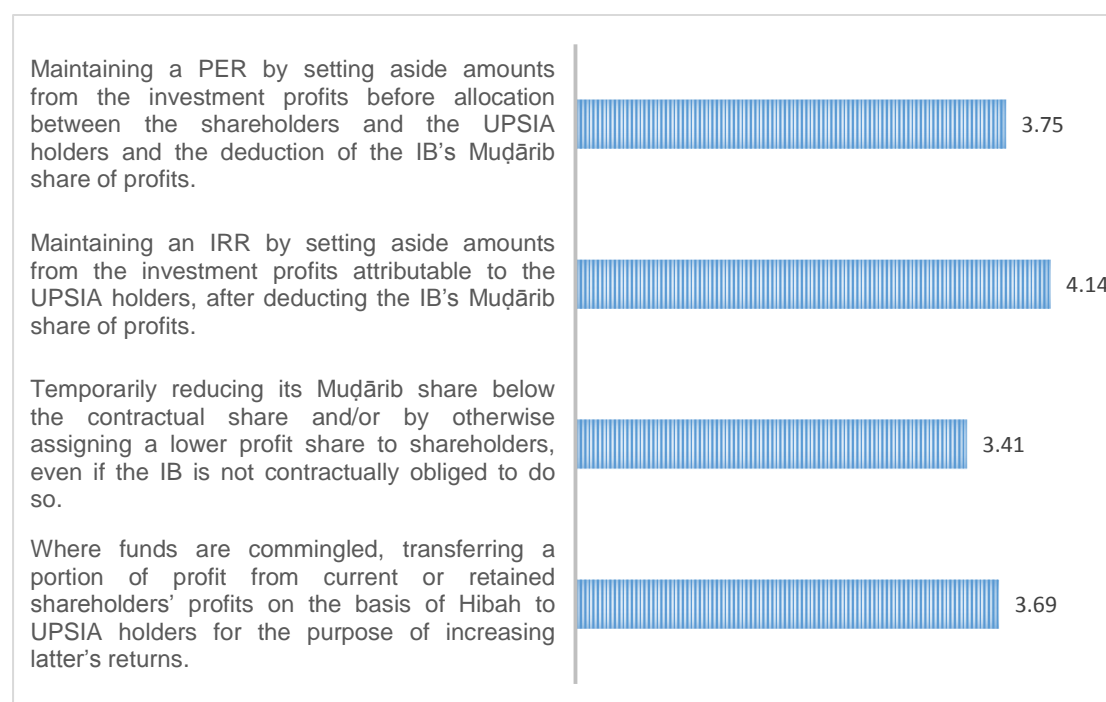 Maintaining a PER by setting aside amounts
from the investment profits before allocation
between the shareholders and the UPSIA
holders and the deduction of the IB's Muḍārib
share of profits.
3.75
Maintaining an IRR by setting aside amounts
from the investment profits attributable to the
UPSIA holders, after deducting the IB's Muḍārib
share of profits.
4.14
Temporarily reducing its Muḍārib share below
the contractual share and/or by otherwise
assigning a lower profit share to shareholders,
even if the IB is not contractually obliged to do
so.
3.41
Where funds are commingled, transferring a
portion of profit from current or retained
shareholders' profits on the basis of Hibah to
UPSIA holders for the purpose of increasing
latter's returns.
3.69